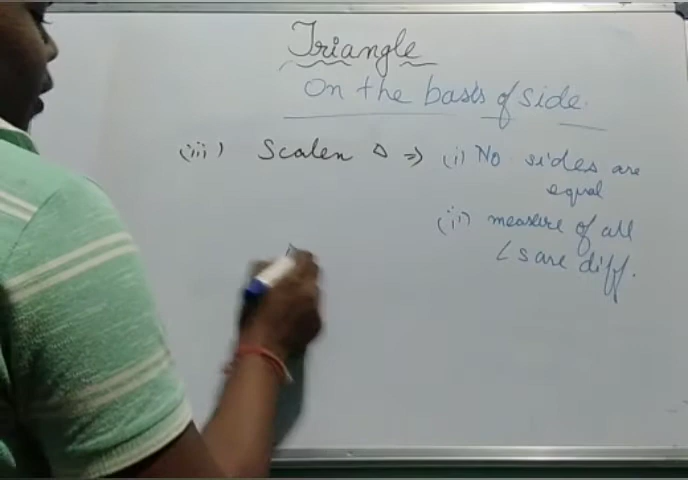 Triangle
On the basis of side.
(iii) Scalen Δ ⇒ (i) No sides are
equal
(ii) measure of all
∠s are diff.